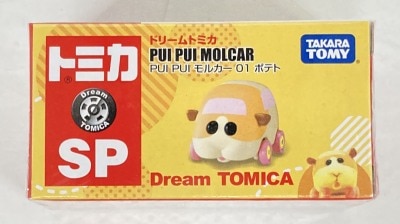 トミカ
Dream
TOMICA
SP
ドリームトミカ
PUI PUI MOLCAR
PUI PUI モルカー 01 ポテト
TAKARA
TOMY
Dream TOMICA